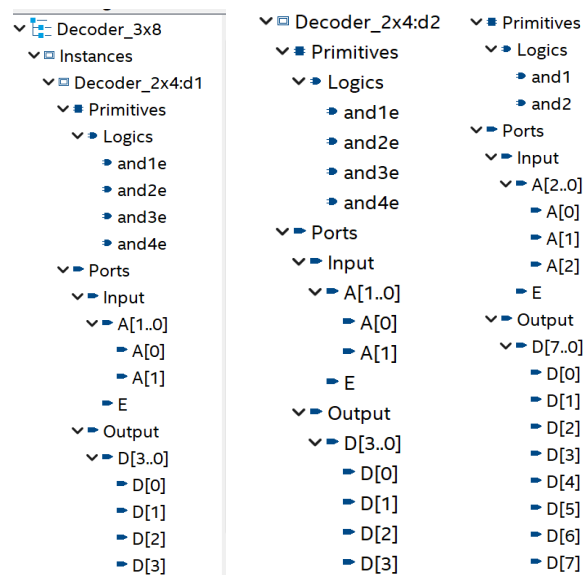 Decoder_3x8
Instances
Decoder_2x4:d1
Primitives
Logics
and1e
and2e
and3e
and4e
Ports
Input
A[1..0]
A[0]
A[1]
E
Output
D[3..0]
D[0]
D[1]
D[2]
D[3]
Decoder_2x4:d2
Primitives
Logics
and1e
and2e
and3e
and4e
Ports
Input
A[1..0]
A[0]
A[1]
E
Output
D[3..0]
D[0]
D[1]
D[2]
D[3]
Primitives
Logics
and1
and2
Ports
Input
A[2..0]
A[0]
A[1]
A[2]
E
Output
D[7..0]
D[0]
D[1]
D[2]
D[3]
D[4]
D[5]
D[6]
D[7]